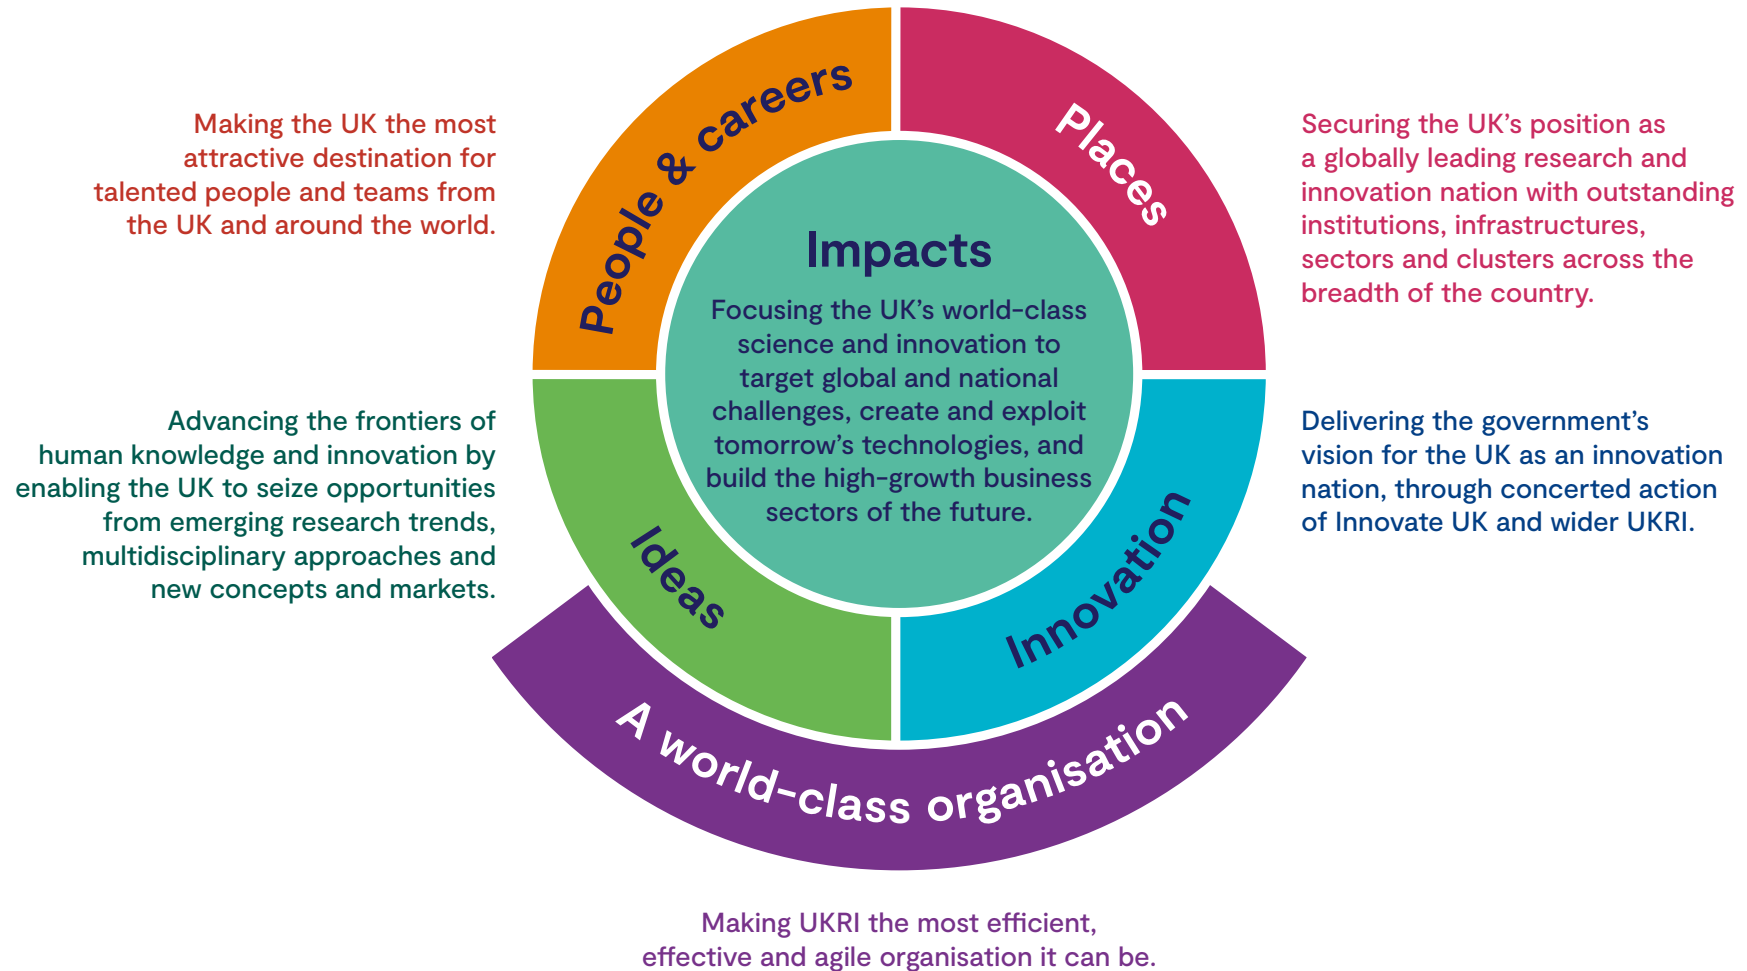 People & careers
Making the UK the most
attractive destination for
talented people and teams from
the UK and around the world.
Places
Securing the UK’s position as
a globally leading research and
innovation nation with outstanding
institutions, infrastructures,
sectors and clusters across the
breadth of the country.
Impacts
Focusing the UK’s world-class
science and innovation to
target global and national
challenges, create and exploit
tomorrow’s technologies, and
build the high-growth business
sectors of the future.
Ideas
Advancing the frontiers of
human knowledge and innovation by
enabling the UK to seize opportunities
from emerging research trends,
multidisciplinary approaches and
new concepts and markets.
Innovation
Delivering the government’s
vision for the UK as an innovation
nation, through concerted action
of Innovate UK and wider UKRI.
A world-class organisation
Making UKRI the most efficient,
effective and agile organisation it can be.